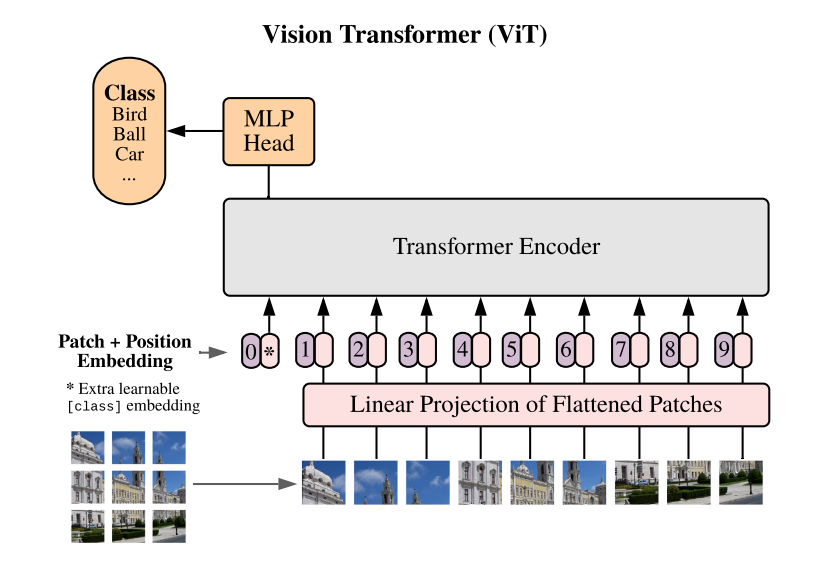 Vision Transformer (ViT)
Class
Bird
Ball
Car
...
MLP
Head
Transformer Encoder
Patch + Position
Embedding
0 * 1 2 3 4 5 6 7 8 9
* Extra learnable
[class] embedding
Linear Projection of Flattened Patches